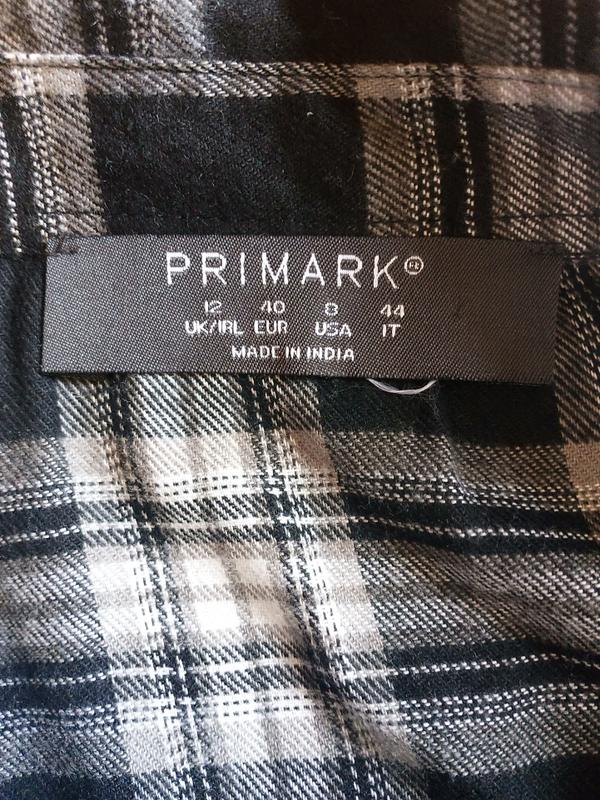 PRIMARK®
12 40 8 44
UK/IRL EUR USA IT
MADE IN INDIA